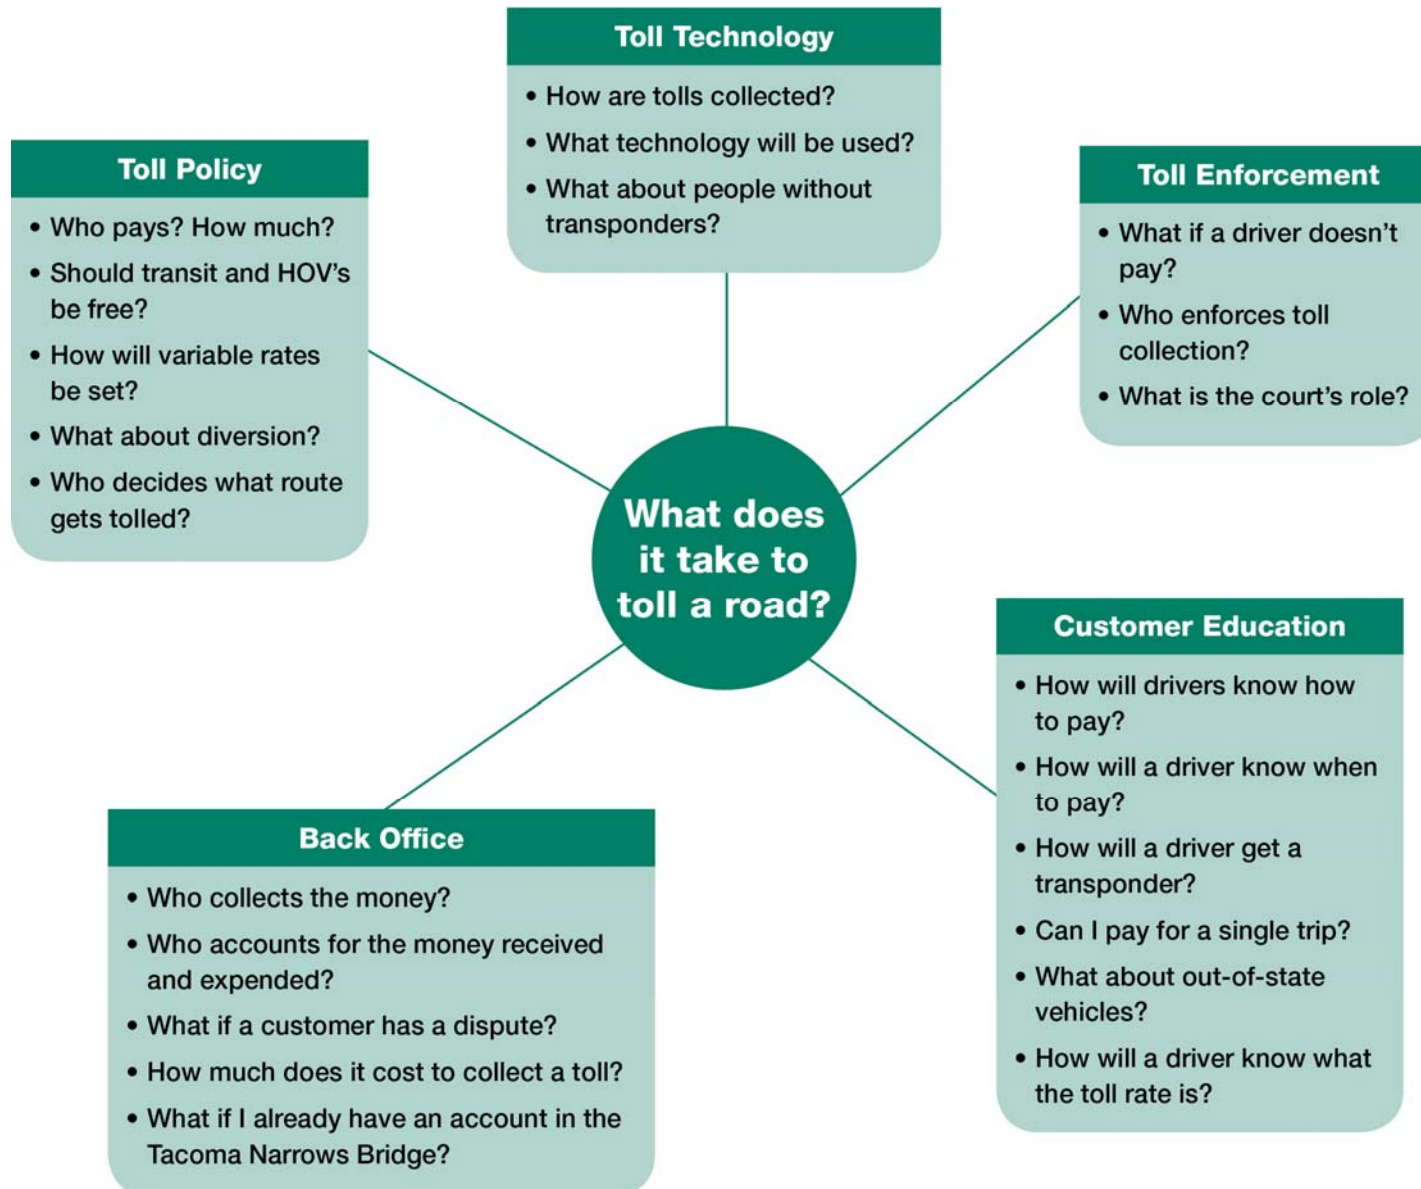 Toll Technology
• How are tolls collected?
• What technology will be used?
• What about people without
transponders?
Toll Policy
• Who pays? How much?
• Should transit and HOV’s
be free?
• How will variable rates
be set?
• What about diversion?
• Who decides what route
gets tolled?
Toll Enforcement
• What if a driver doesn’t
pay?
• Who enforces toll
collection?
• What is the court’s role?
What does
it take to
toll a road?
Customer Education
• How will drivers know how
to pay?
• How will a driver know when
to pay?
• How will a driver get a
transponder?
• Can I pay for a single trip?
• What about out-of-state
vehicles?
• How will a driver know what
the toll rate is?
Back Office
• Who collects the money?
• Who accounts for the money received
and expended?
• What if a customer has a dispute?
• How much does it cost to collect a toll?
• What if I already have an account in the
Tacoma Narrows Bridge?